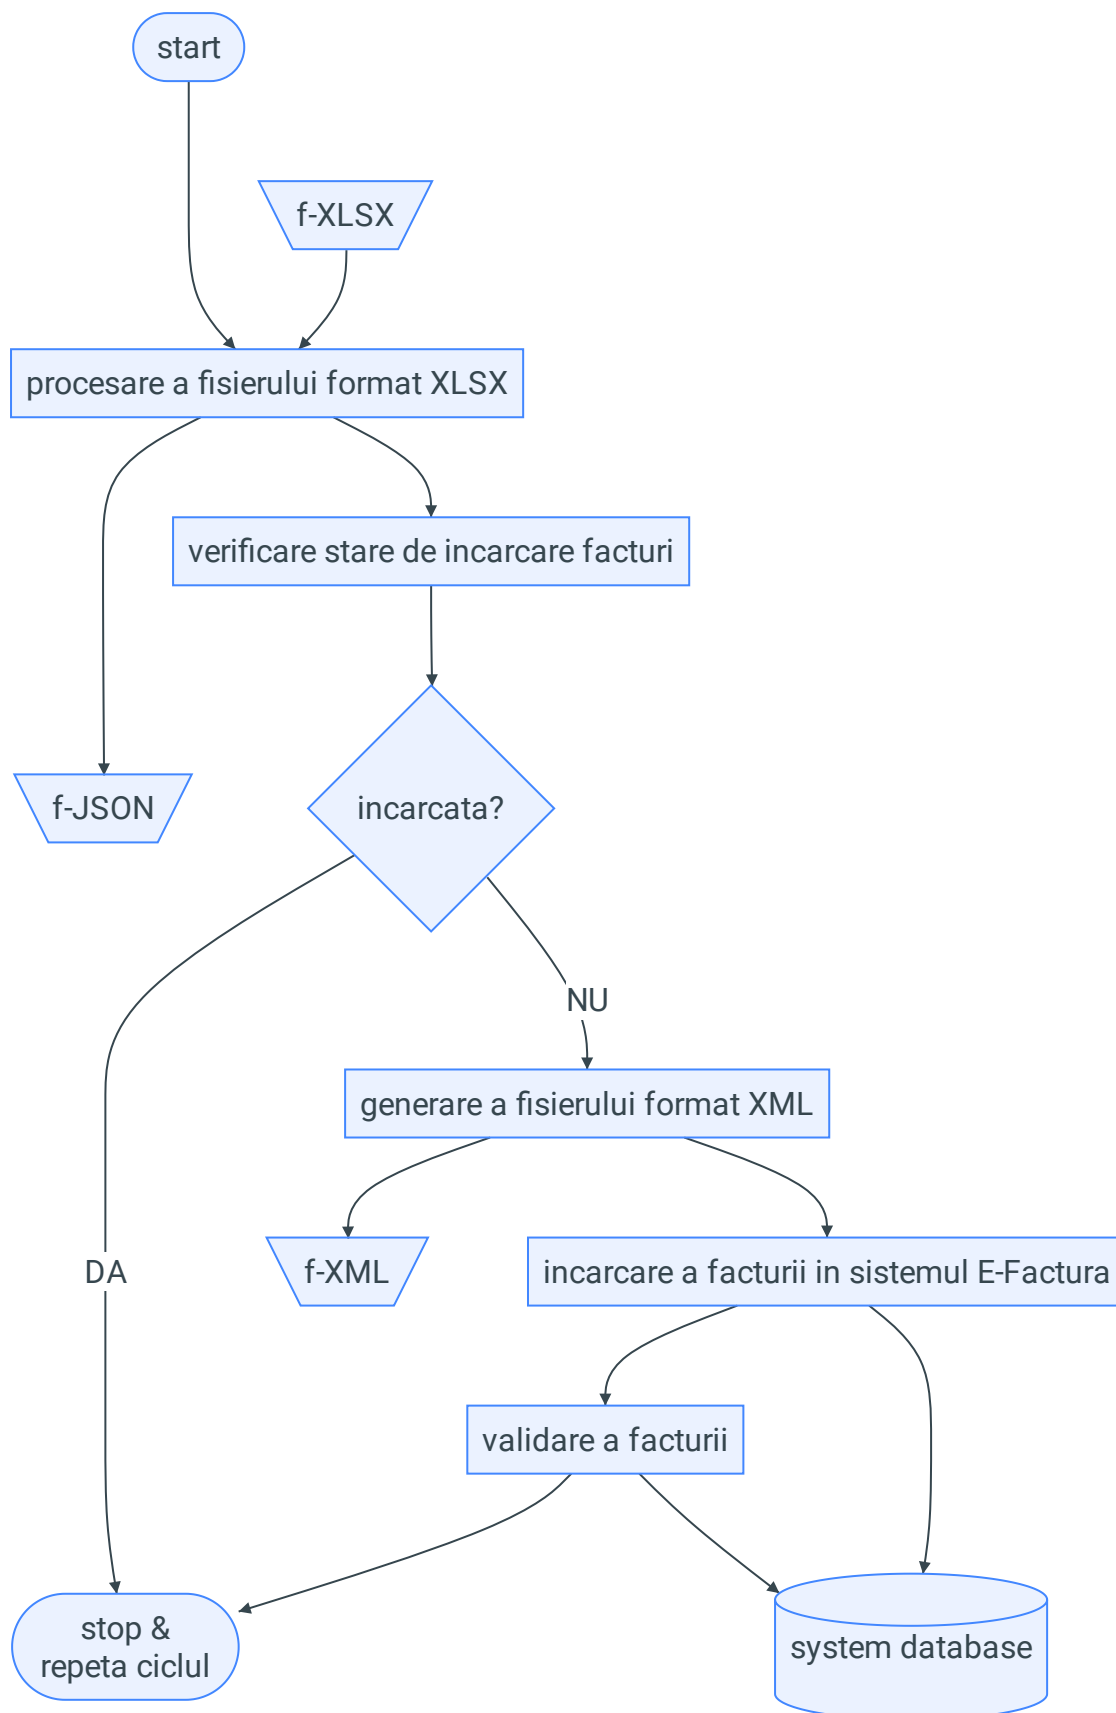 start
f-XLSX
procesare a fisierului format XLSX
verificare stare de incarcare facturi
f-JSON
incarcata?
NU
generare a fisierului format XML
DA
f-XML
incarcare a facturii in sistemul E-Factura
validare a facturii
stop &
repeta ciclul
system database